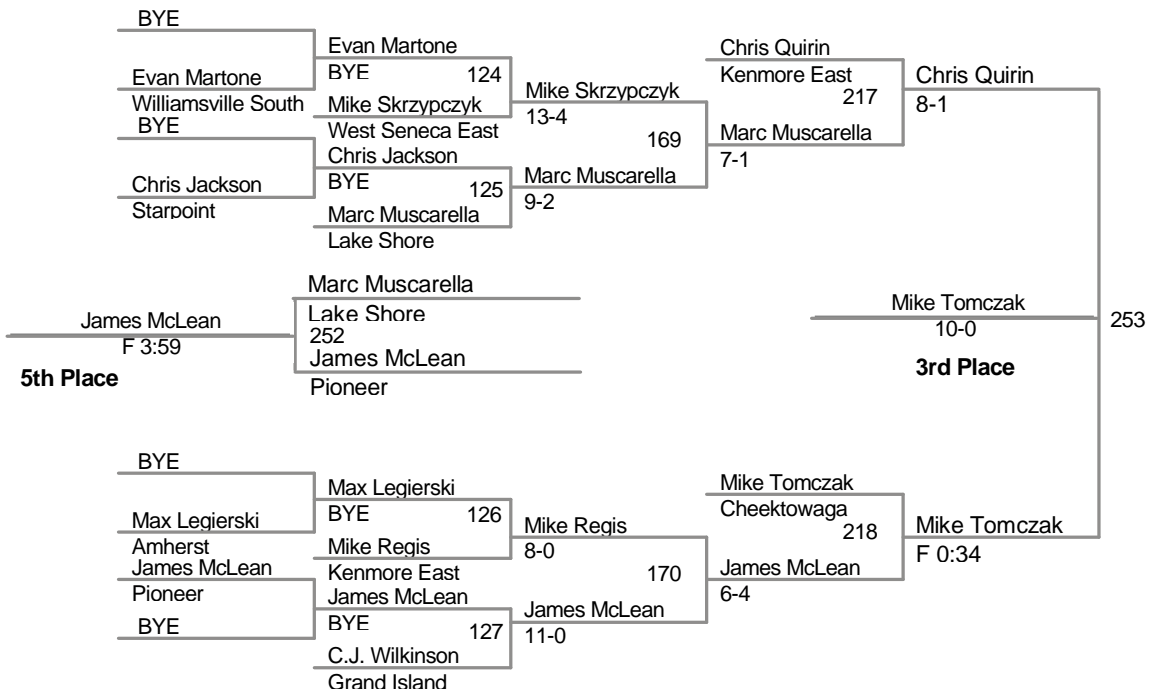 BYE
Evan Martone
Williamsville South
BYE
Chris Jackson
Starpoint
Evan Martone
BYE
124
Mike Skrzypczyk
West Seneca East
Chris Jackson
BYE
125
Marc Muscarella
Lake Shore
Mike Skrzypczyk
13-4
169
Marc Muscarella
9-2
Chris Quirin
Kenmore East
217
Marc Muscarella
7-1
Chris Quirin
8-1
Marc Muscarella
Lake Shore
252
James McLean
Pioneer
James McLean
F 3:59
5th Place
Mike Tomczak
10-0
3rd Place
253
BYE
Max Legierski
Amherst
James McLean
Pioneer
BYE
Max Legierski
BYE
126
Mike Regis
Kenmore East
James McLean
BYE
127
C.J. Wilkinson
Grand Island
Mike Regis
8-0
170
James McLean
11-0
Mike Tomczak
Cheektowaga
218
James McLean
6-4
Mike Tomczak
F 0:34